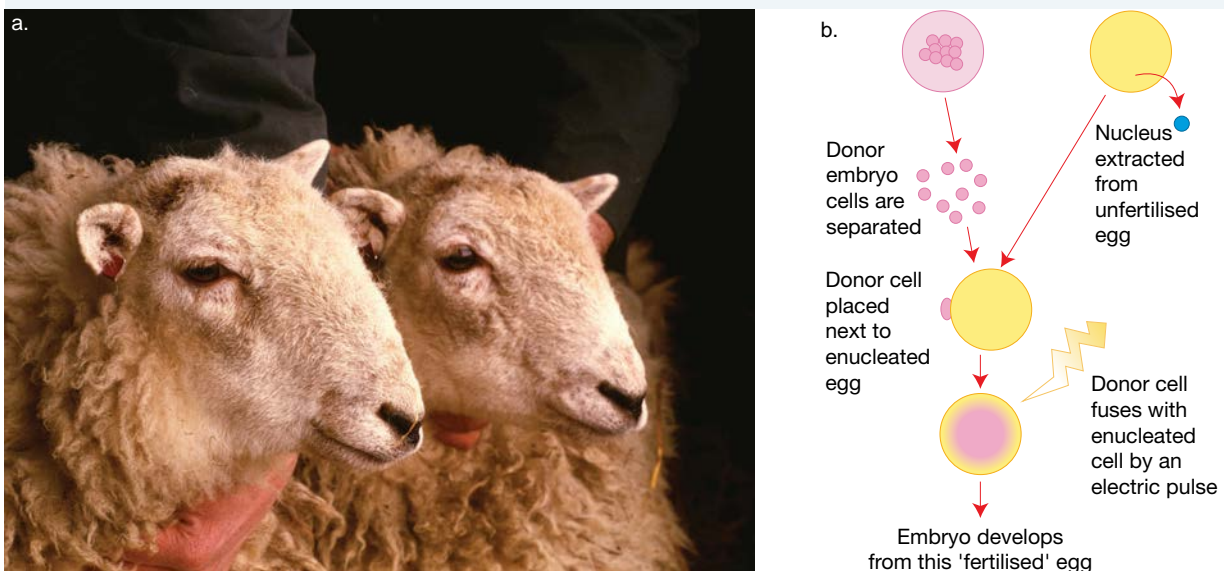 a.
b.
Donor
embryo
cells are
separated
Nucleus
extracted
from
unfertilised
egg
Donor cell
placed
next to
enucleated
egg
Donor cell
fuses with
enucleated
cell by an
electric pulse
Embryo develops
from this 'fertilised' egg